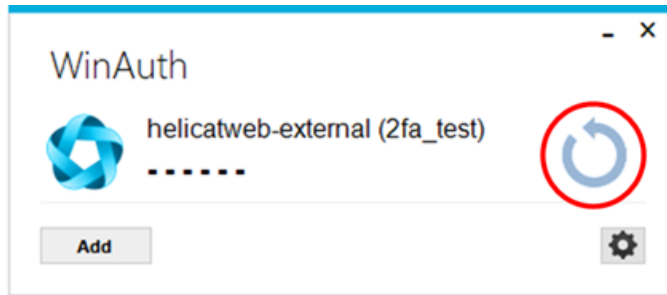 WinAuth
helicatweb-external (2fa_test)
- - - - - -
Add